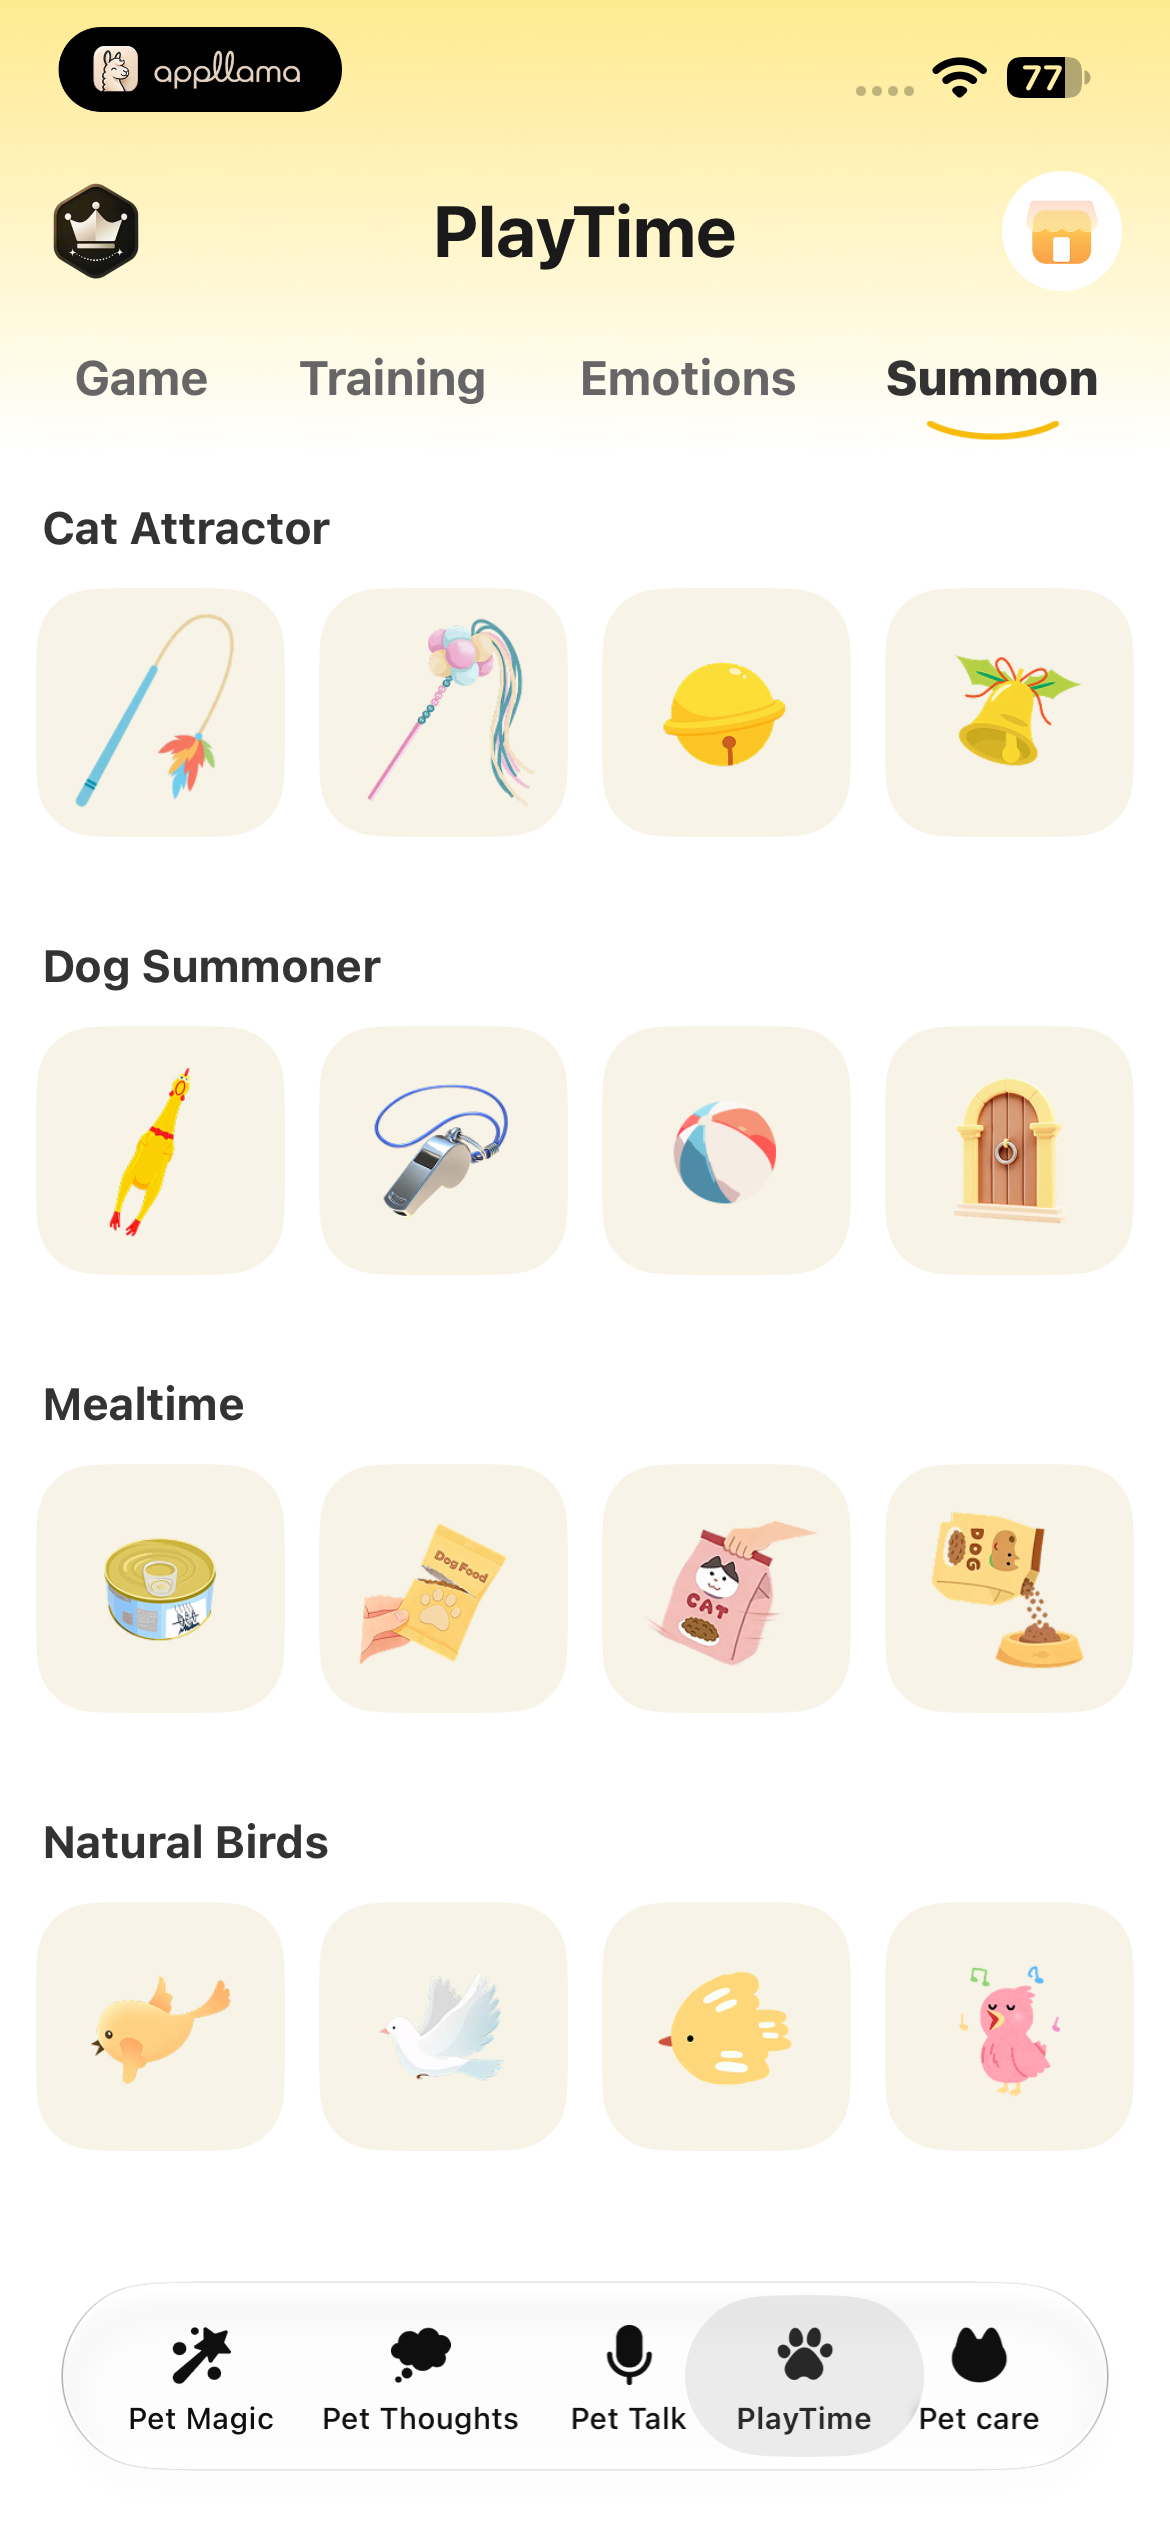 appllama
77
PlayTime
Game Training Emotions Summon
Cat Attractor
Dog Summoner
Mealtime
Dog Food
CAT
DOG
Natural Birds
Pet Magic Pet Thoughts Pet Talk PlayTime Pet care